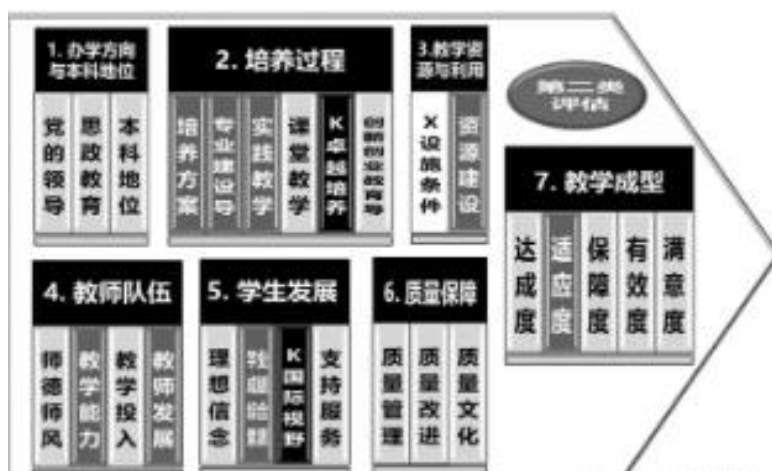 1. 办学方向
与本科地位
党的领导
思政教育
本科地位
2. 培养过程
培养方案
专业建设导
实践教学
课堂教学
K卓越培养
创新创业教育导
3.教学资
源与利用
X设施条件
资源建设
第二类
评估
4. 教师队伍
师德师风
教学能力
教学投入
教师发展
5. 学生发展
理想信念
K国际视野
支持服务
6. 质量保障
质量管理
质量改进
质量文化
7. 教学成型
达成度
适应度
保障度
有效度
满意度